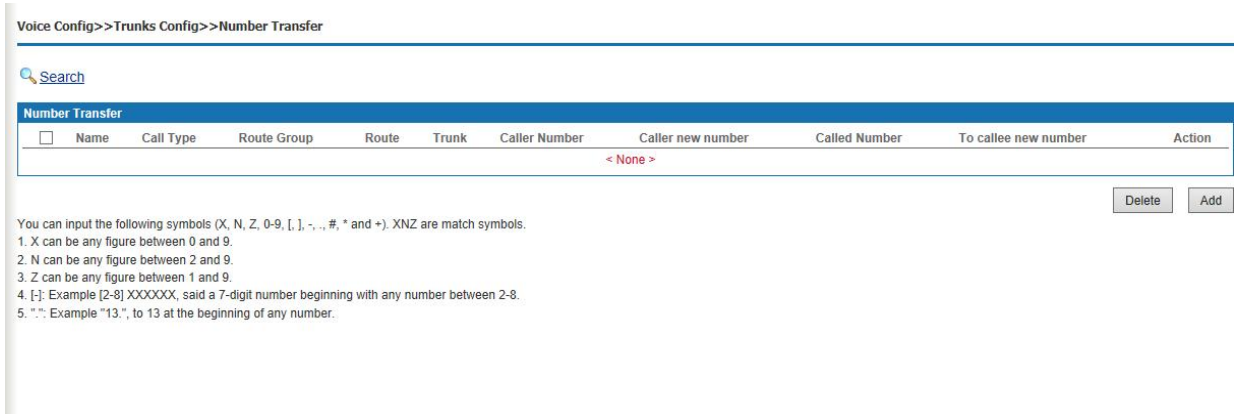 Voice Config>>Trunks Config>>Number Transfer
Search
Number Transfer
Name Call Type Route Group Route Trunk Caller Number Caller new number Called Number To callee new number Action
< None >
Delete Add
You can input the following symbols (X, N, Z, 0-9, [, ], -, ., #, * and +). XNZ are match symbols.
1. X can be any figure between 0 and 9.
2. N can be any figure between 2 and 9.
3. Z can be any figure between 1 and 9.
4. [-]: Example [2-8] XXXXXX, said a 7-digit number beginning with any number between 2-8.
5. ".": Example "13.", to 13 at the beginning of any number.